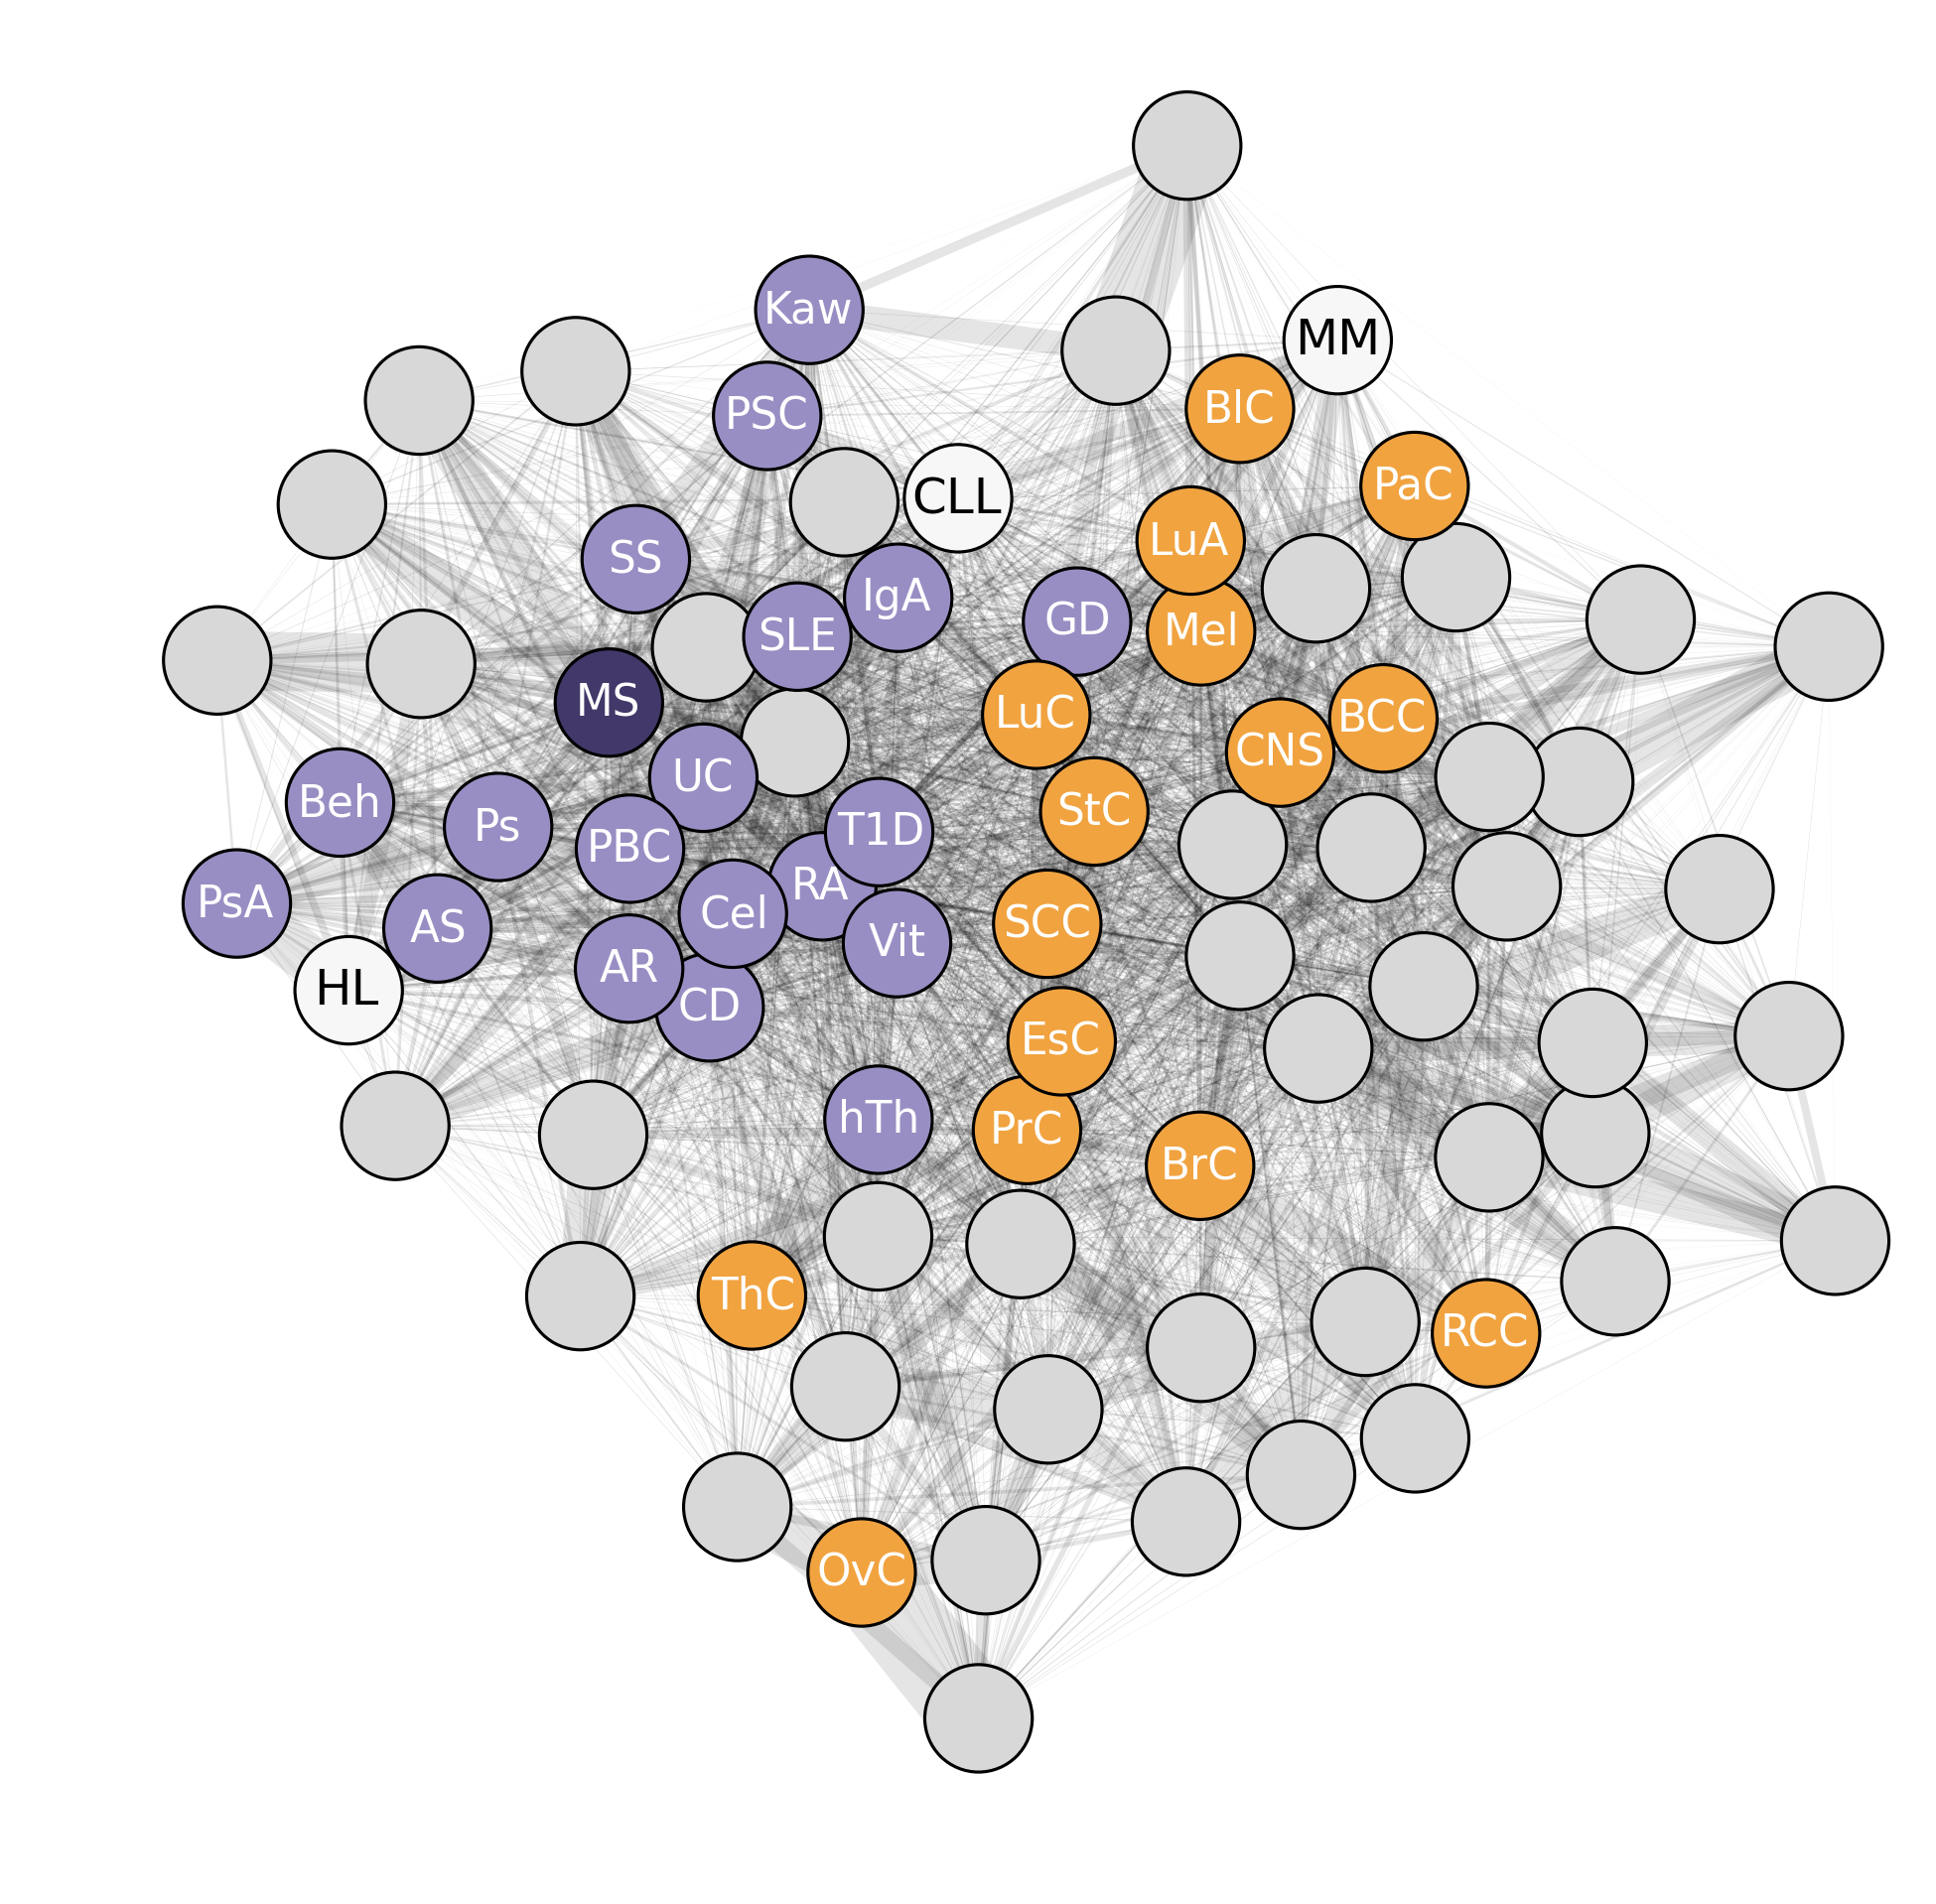 Kaw
MM
PSC
BlC
PaC
CLL
LuA
SS
IgA
GD
SLE
Mel
MS
LuC
BCC
CNS
UC
Beh
StC
Ps
T1D
PBC
RA
PsA
Cel
SCC
AS
Vit
AR
HL
CD
EsC
hTh
PrC
BrC
ThC
RCC
OvC